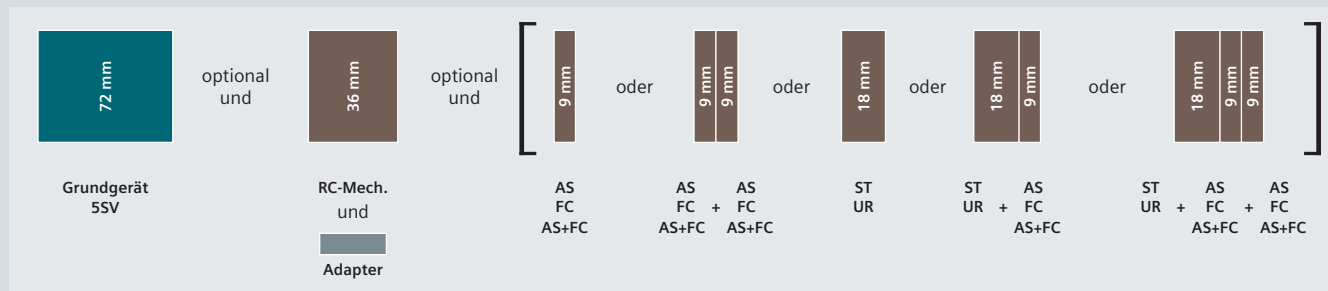 72 mm
optional
und
36 mm
optional
und
9 mm
oder
9 mm 9 mm
oder
18 mm
oder
18 mm 9 mm
oder
18 mm 9 mm 9 mm
Grundgerät
5SV
RC-Mech.
und
Adapter
AS
FC
AS+FC
AS AS
FC + FC
AS+FC AS+FC
ST
UR
ST AS
UR + FC
AS+FC
ST AS AS
UR + FC + FC
AS+FC AS+FC